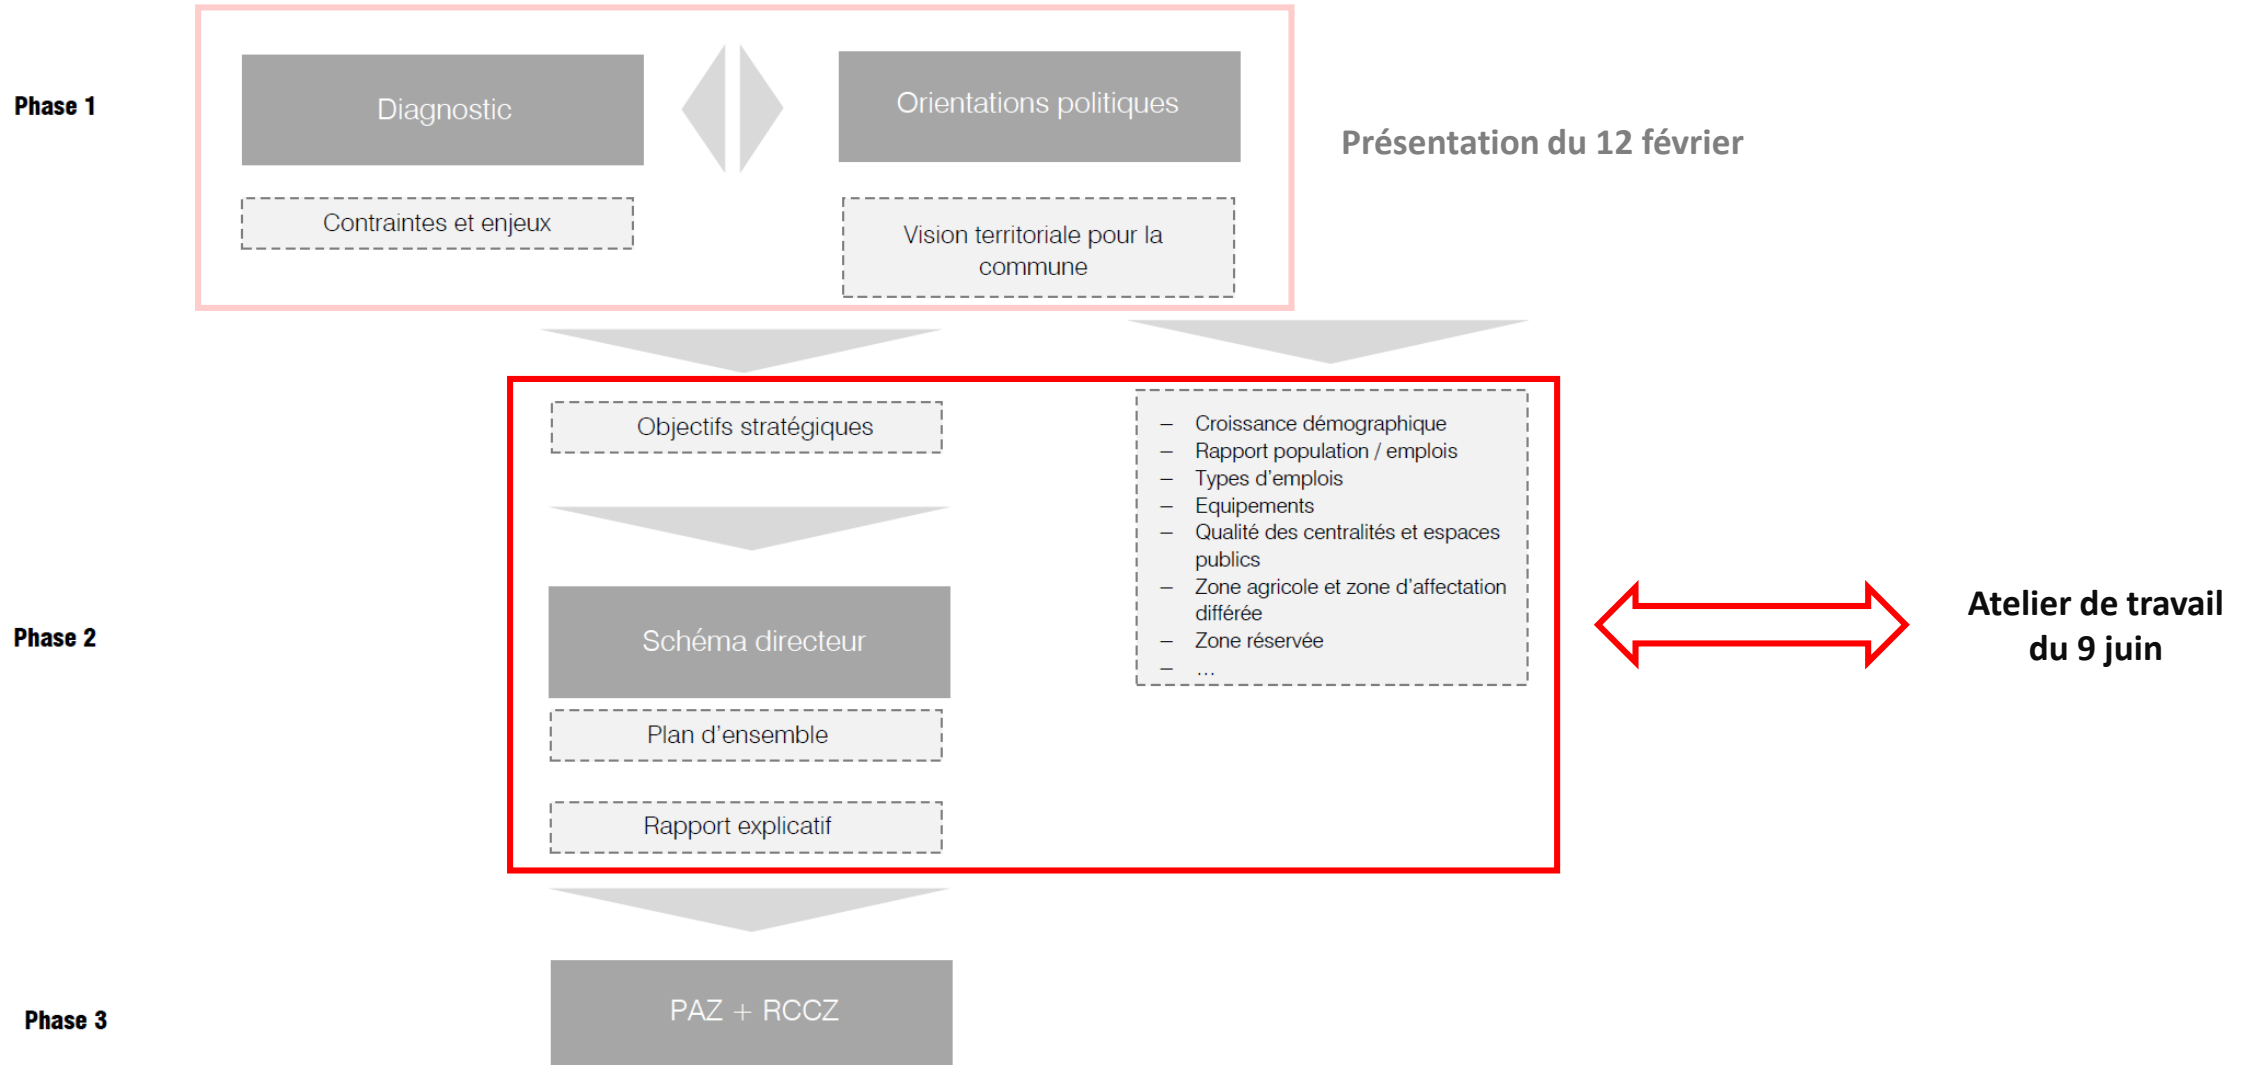 Phase 1
Diagnostic
Orientations politiques
Présentation du 12 février
Contraintes et enjeux
Vision territoriale pour la
commune
Objectifs stratégiques
– Croissance démographique
– Rapport population / emplois
– Types d'emplois
– Equipements
– Qualité des centralités et espaces
publics
– Zone agricole et zone d'affectation
différée
– Zone réservée
– ...
Phase 2
Schéma directeur
Atelier de travail
du 9 juin
Plan d'ensemble
Rapport explicatif
Phase 3
PAZ + RCCZ